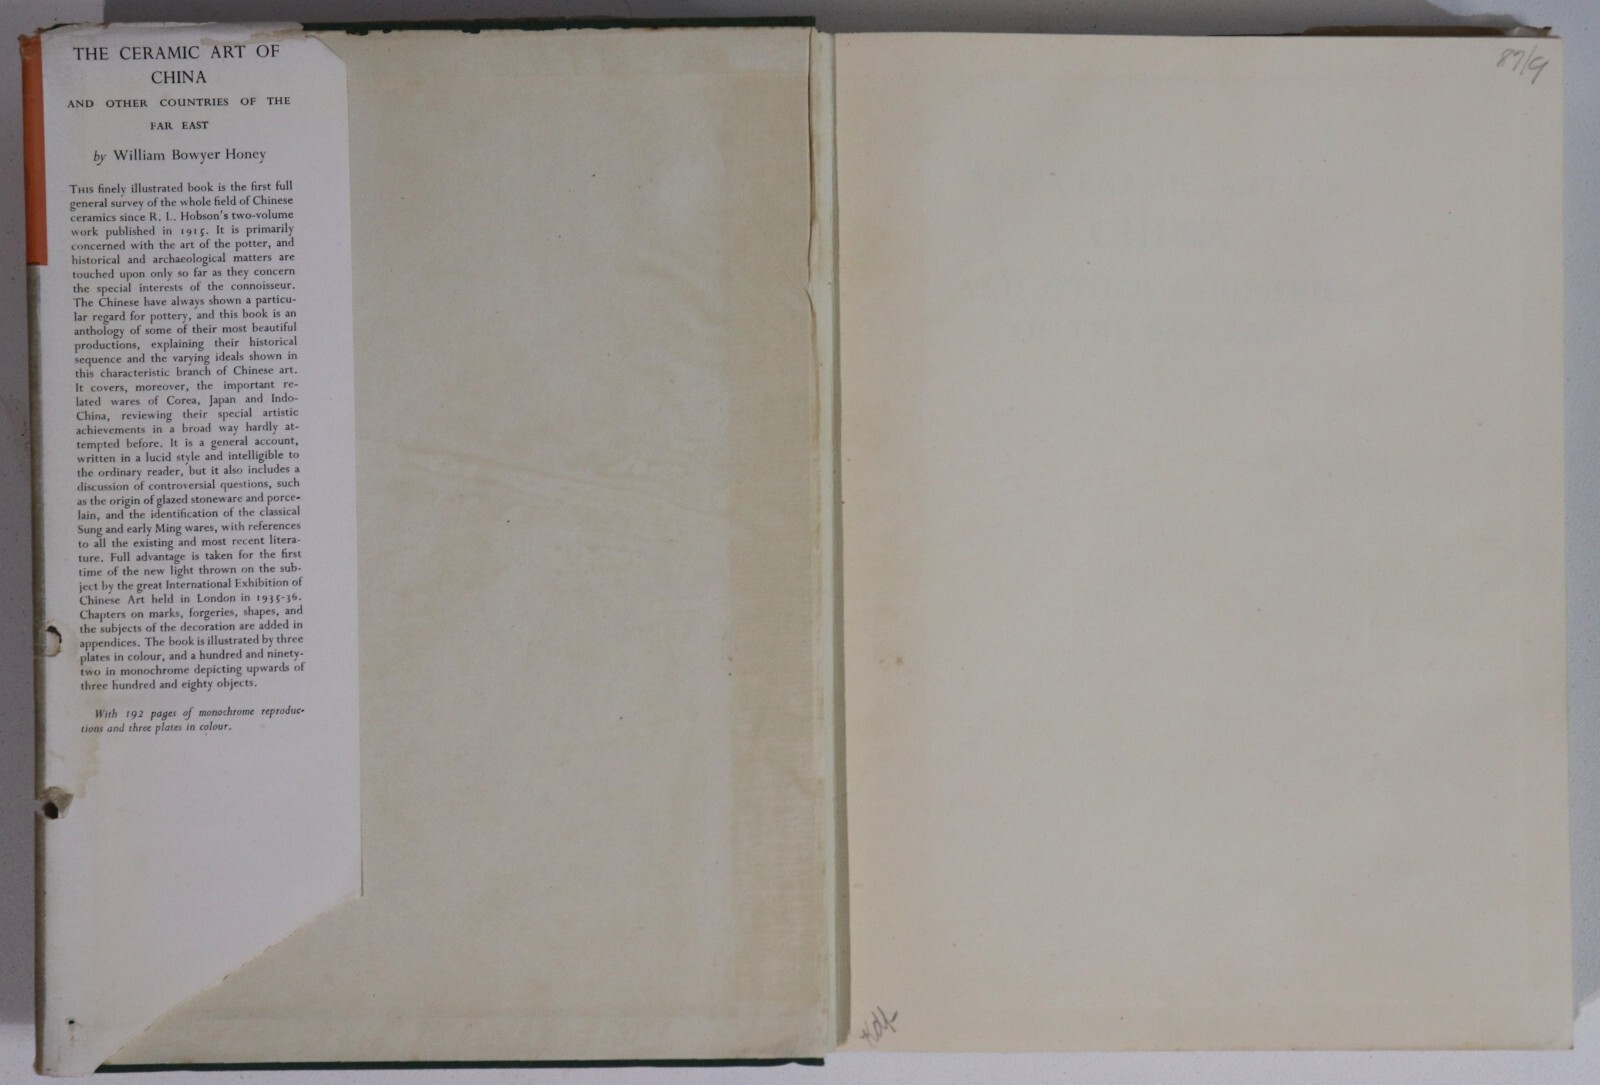 THE CERAMIC ART OF
CHINA
AND OTHER COUNTRIES OF THE
FAR EAST
by William Bowyer Honey
THIS finely illustrated book is the first full
general survey of the whole field of Chinese
ceramics since R. L. Hobson's two-volume
work published in 1915. It is primarily
concerned with the art of the potter, and
historical and archaeological matters are
touched upon only so far as they concern
the special interests of the connoisseur.
The Chinese have always shown a particu-
lar regard for pottery, and this book is an
anthology of some of their most beautiful
productions, explaining their historical
sequence and the varying ideals shown in
this characteristic branch of Chinese art.
It covers, moreover, the important re-
lated wares of Corea, Japan and Indo-
China, reviewing their special artistic
achievements in a broad way hardly at-
tempted before. It is a general account,
written in a lucid style and intelligible to
the ordinary reader, but it also includes a
discussion of controversial questions, such
as the origin of glazed stoneware and porce-
lain, and the identification of the classical
Sung and early Ming wares, with references
to all the existing and most recent litera-
ture. Full advantage is taken for the first
time of the new light thrown on the sub-
ject by the great International Exhibition of
Chinese Art held in London in 1935-36.
Chapters on marks, forgeries, shapes, and
the subjects of the decoration are added in
appendices. The book is illustrated by three
plates in colour, and a hundred and ninety-
two in monochrome depicting upwards of
three hundred and eighty objects.
With 192 pages of monochrome reproduc-
tions and three plates in colour.